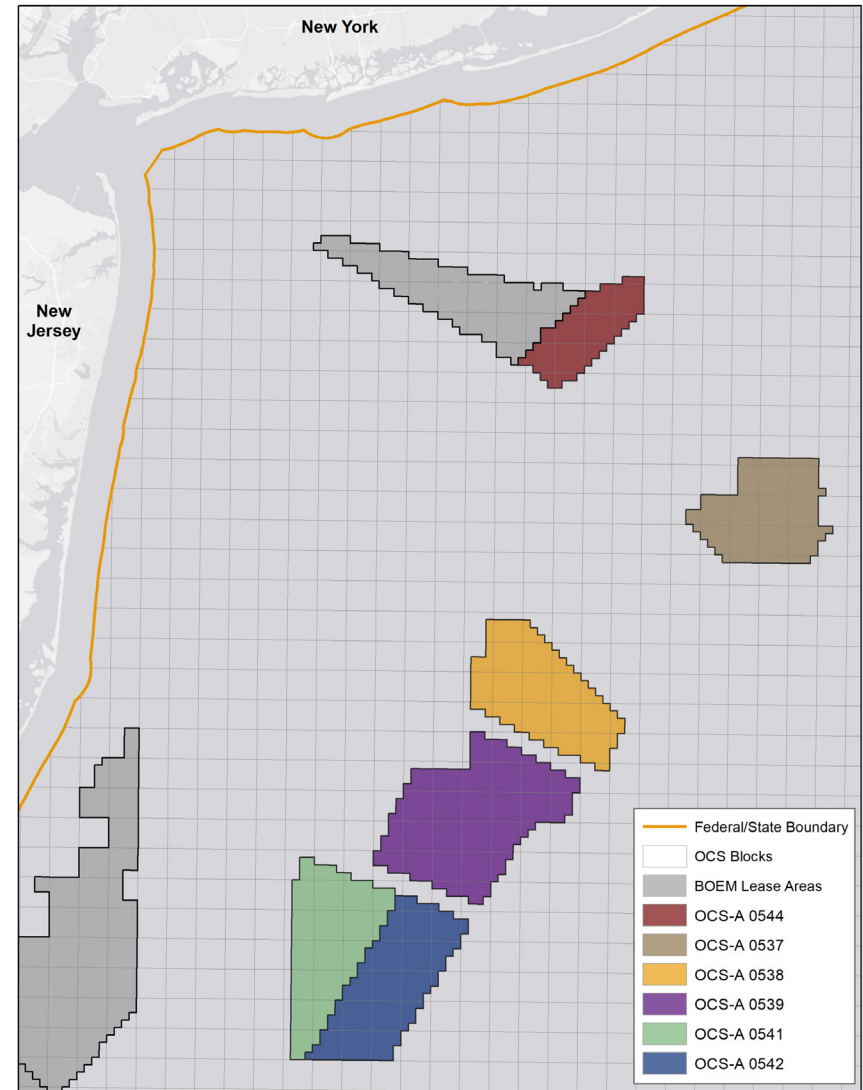 New York
New
Jersey
Federal/State Boundary
OCS Blocks
BOEM Lease Areas
OCS-A 0544
OCS-A 0537
OCS-A 0538
OCS-A 0539
OCS-A 0541
OCS-A 0542